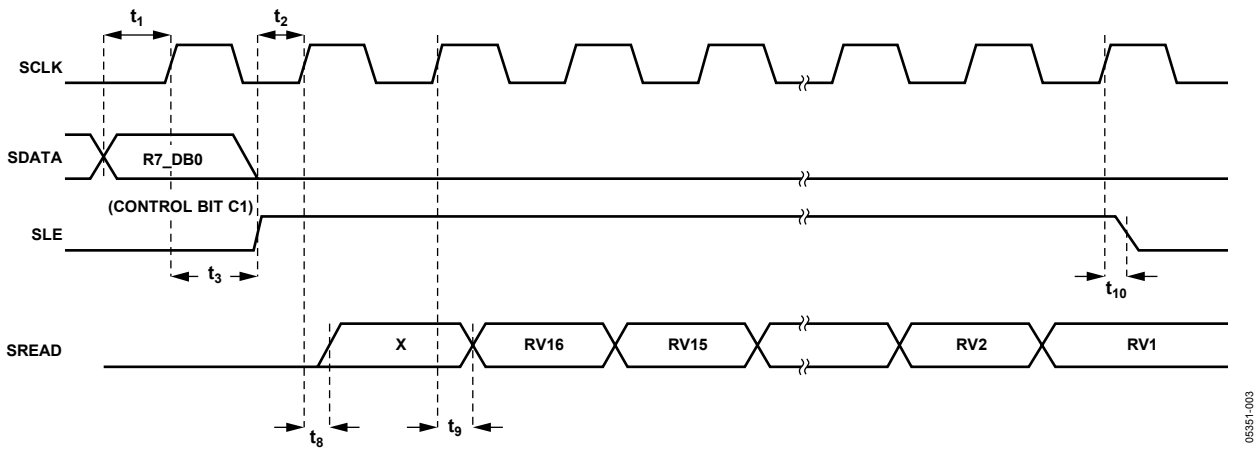 t1
t2
SCLK
SDATA
R7_DB0
(CONTROL BIT C1)
SLE
t3
t10
SREAD
X
RV16
RV15
RV2
RV1
t8
t9
05351-003